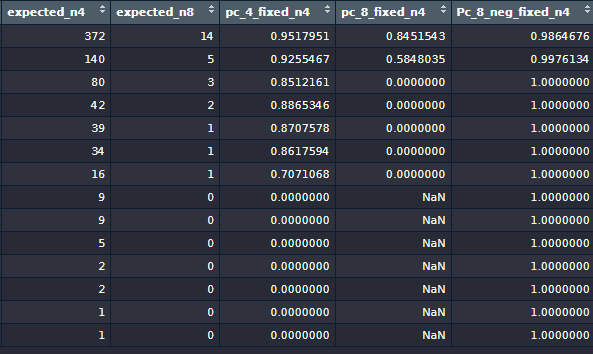 expected_n4 expected_n8 pc_4_fixed_n4 pc_8_fixed_n4 Pc_8_neg_fixed_n4
372 14 0.9517951 0.8451543 0.9864676
140 5 0.9255467 0.5848035 0.9976134
80 3 0.8512161 0.0000000 1.0000000
42 2 0.8865346 0.0000000 1.0000000
39 1 0.8707578 0.0000000 1.0000000
34 1 0.8617594 0.0000000 1.0000000
16 1 0.7071068 0.0000000 1.0000000
9 0 0.0000000 NaN 1.0000000
9 0 0.0000000 NaN 1.0000000
5 0 0.0000000 NaN 1.0000000
2 0 0.0000000 NaN 1.0000000
2 0 0.0000000 NaN 1.0000000
1 0 0.0000000 NaN 1.0000000
1 0 0.0000000 NaN 1.0000000